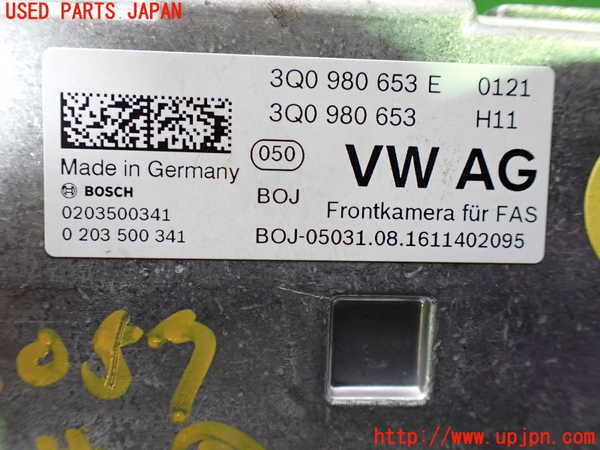 USED PARTS JAPAN
3Q0 980 653 E 0121
3Q0 980 653 H11
050
VW AG
Made in Germany
BOSCH
BOJ
Frontkamera für FAS
0203500341
0 203 500 341
BOJ-05031.08.1611402095
087
http://www.upjpn.com/